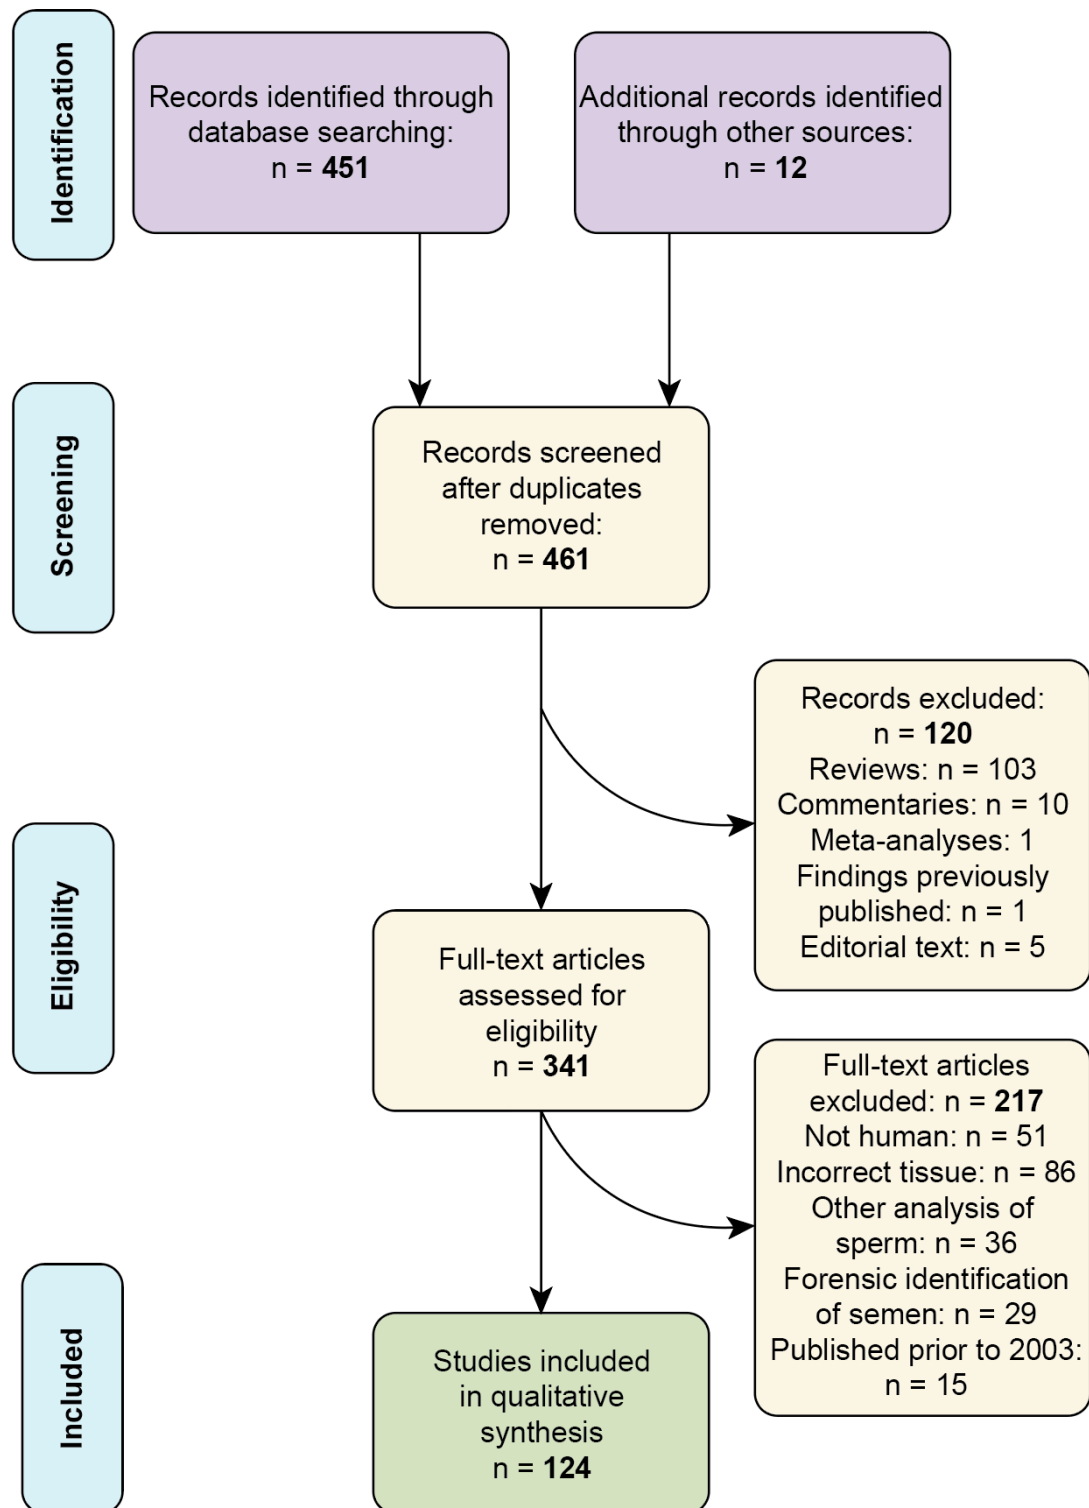 Identification
Records identified through
database searching:
n = 451
Additional records identified
through other sources:
n = 12
Screening
Records screened
after duplicates
removed:
n = 461
Records excluded:
n = 120
Reviews: n = 103
Commentaries: n = 10
Meta-analyses: 1
Findings previously
published: n = 1
Editorial text: n = 5
Eligibility
Full-text articles
assessed for
eligibility
n = 341
Full-text articles
excluded: n = 217
Not human: n = 51
Incorrect tissue: n = 86
Other analysis of
sperm: n = 36
Forensic identification
of semen: n = 29
Published prior to 2003:
n = 15
Included
Studies included
in qualitative
synthesis
n = 124